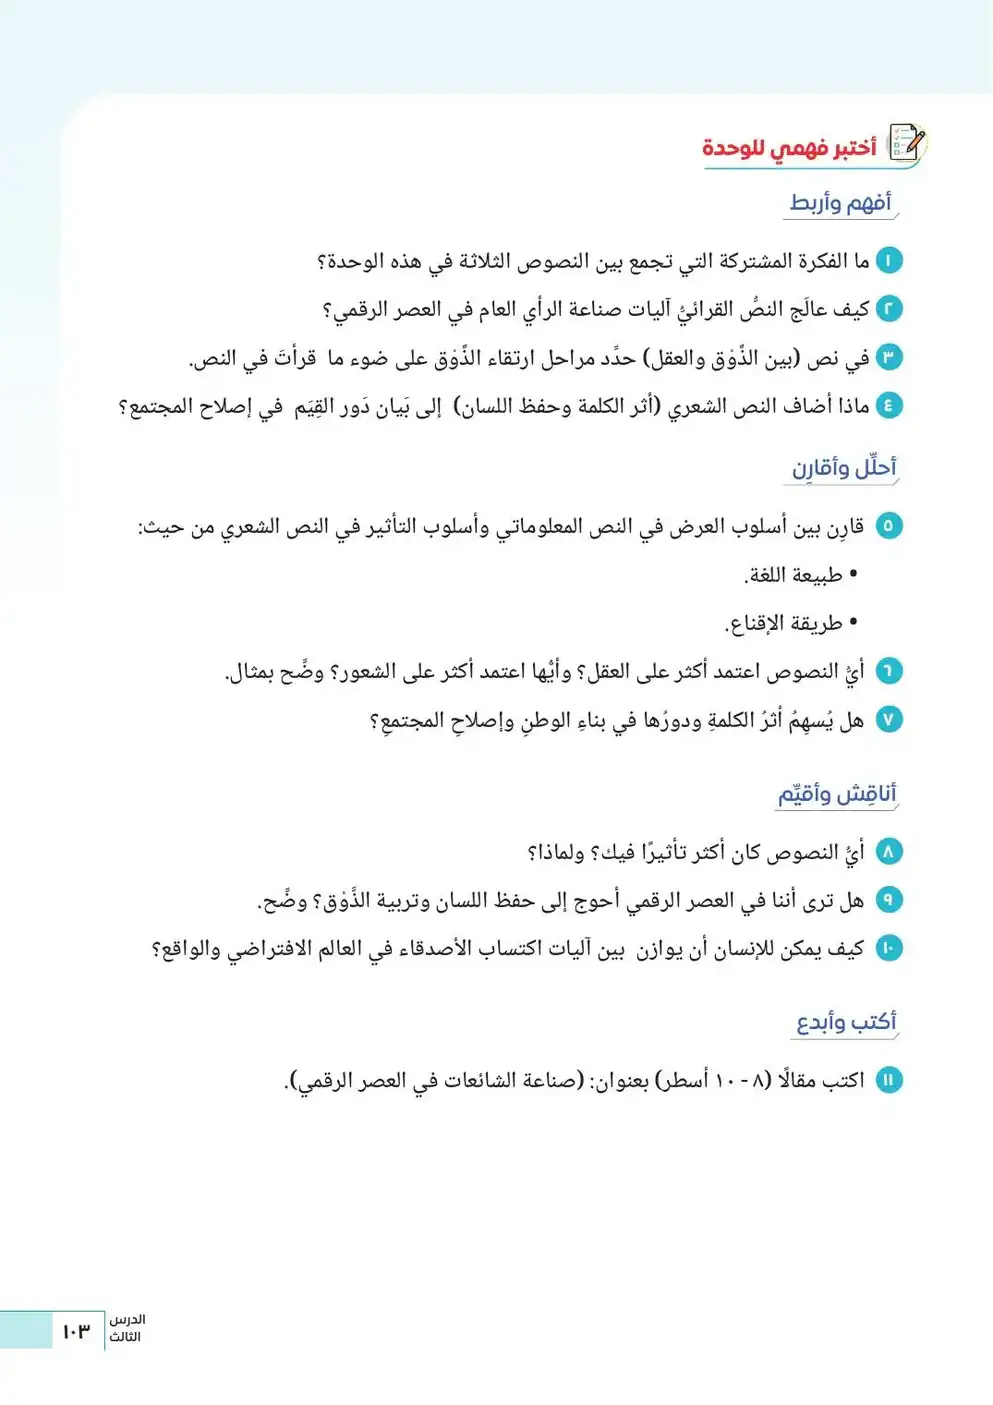 أختبر فهمي للوحدة
أفهم وأربط
١ ما الفكرة المشتركة التي تجمع بين النصوص الثلاثة في هذه الوحدة؟
٢ كيف عالَج النصُّ القرائيُّ آليات صناعة الرأي العام في العصر الرقمي؟
٣ في نص (بين الذَّوْق والعقل) حدَّد مراحل ارتقاء الذَّوْق على ضوء ما قرأتَ في النص.
٤ ماذا أضاف النص الشعري (أثر الكلمة وحفظ اللسان) إلى بَيان دَور القِيَم في إصلاح المجتمع؟
أحلِّل وأقارِن
٥ قارِن بين أسلوب العرض في النص المعلوماتي وأسلوب التأثير في النص الشعري من حيث:
• طبيعة اللغة.
• طريقة الإقناع.
٦ أيُّ النصوص اعتمد أكثر على العقل؟ وأيُّها اعتمد أكثر على الشعور؟ وضَّح بمثال.
٧ هل يُسهِمُ أثرُ الكلمةِ ودورُها في بناءِ الوطنِ وإصلاحِ المجتمعِ؟
أناقِش وأقيِّم
٨ أيُّ النصوص كان أكثر تأثيرًا فيك؟ ولماذا؟
٩ هل ترى أننا في العصر الرقمي أحوج إلى حفظ اللسان وتربية الذَّوْق؟ وضَّح.
١٠ كيف يمكن للإنسان أن يوازن بين آليات اكتساب الأصدقاء في العالم الافتراضي والواقع؟
أكتب وأبدع
١١ اكتب مقالًا (٨ - ١٠ أسطر) بعنوان: (صناعة الشائعات في العصر الرقمي).
الدرس
الثالث
١٠٣